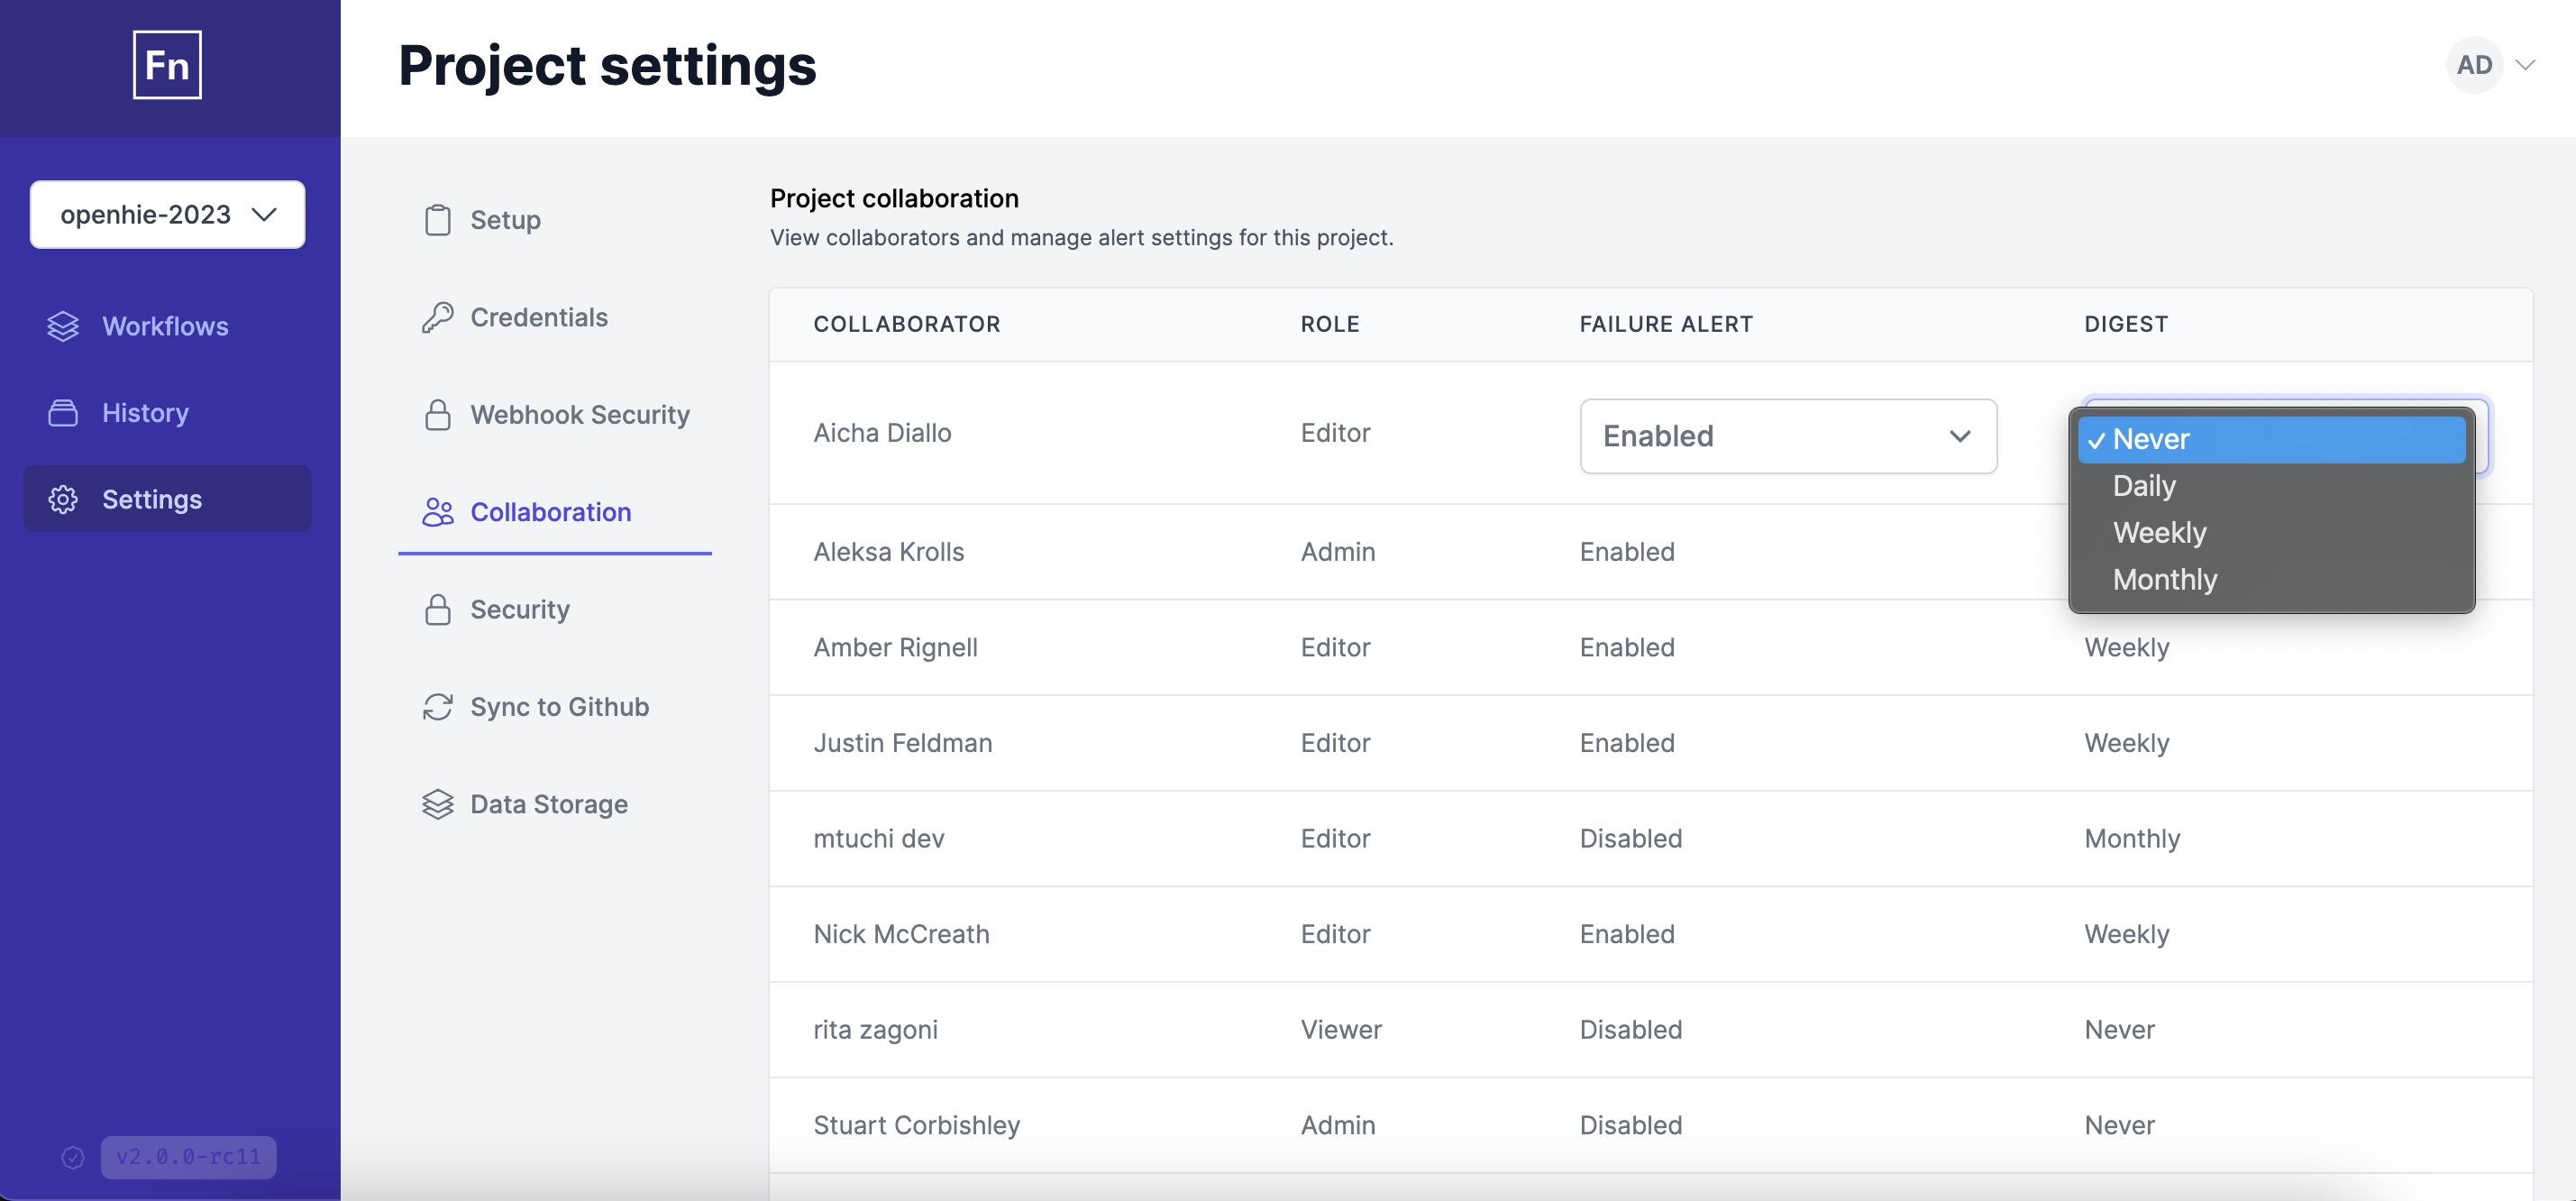 Fn
Project settings
AD
openhie-2023
Workflows
History
Settings
v2.0.0-rc11
Setup
Credentials
Webhook Security
Collaboration
Security
Sync to Github
Data Storage
Project collaboration
View collaborators and manage alert settings for this project.
COLLABORATOR ROLE FAILURE ALERT DIGEST
Aicha Diallo Editor Enabled
Never
Daily
Weekly
Monthly
Aleksa Krolls Admin Enabled
Amber Rignell Editor Enabled Weekly
Justin Feldman Editor Enabled Weekly
mtuchi dev Editor Disabled Monthly
Nick McCreath Editor Enabled Weekly
rita zagoni Viewer Disabled Never
Stuart Corbishley Admin Disabled Never